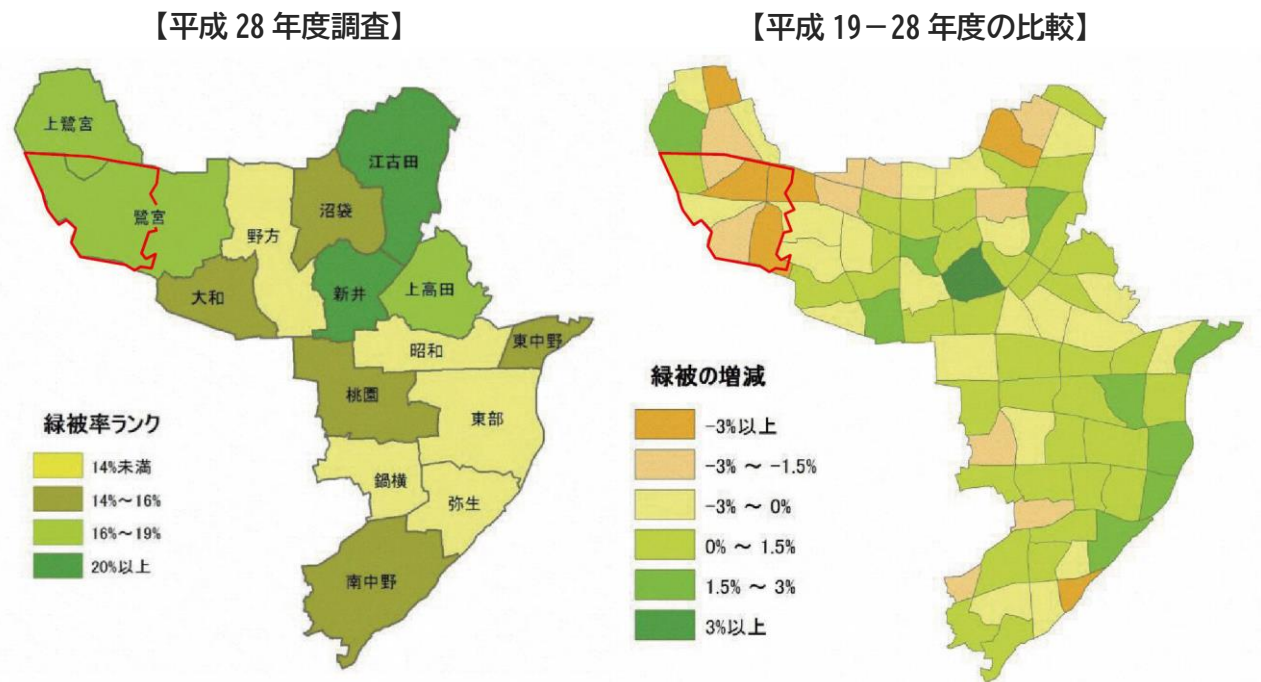 【平成 28 年度調査】
上鷺宮
江古田
鷺宮
沼袋
野方
大和
新井
上高田
昭和
東中野
桃園
東部
鍋横
弥生
南中野
緑被率ランク
14%未満
14%～16%
16%～19%
20%以上
【平成 19－28 年度の比較】
緑被の増減
-3%以上
-3% ～ -1.5%
-3% ～ 0%
0% ～ 1.5%
1.5% ～ 3%
3%以上